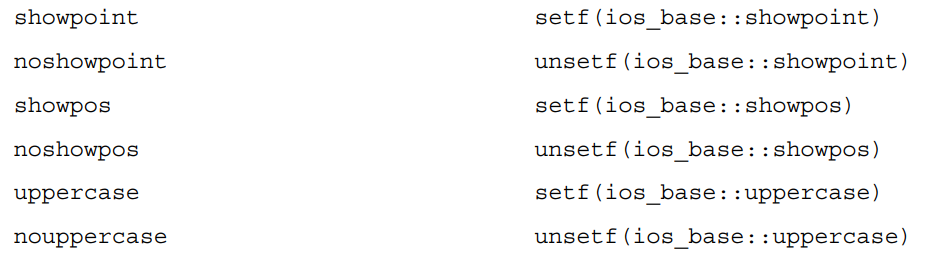 showpoint setf(ios_base::showpoint)
noshowpoint unsetf(ios_base::showpoint)
showpos setf(ios_base::showpos)
noshowpos unsetf(ios_base::showpos)
uppercase setf(ios_base::uppercase)
nouppercase unsetf(ios_base::uppercase)